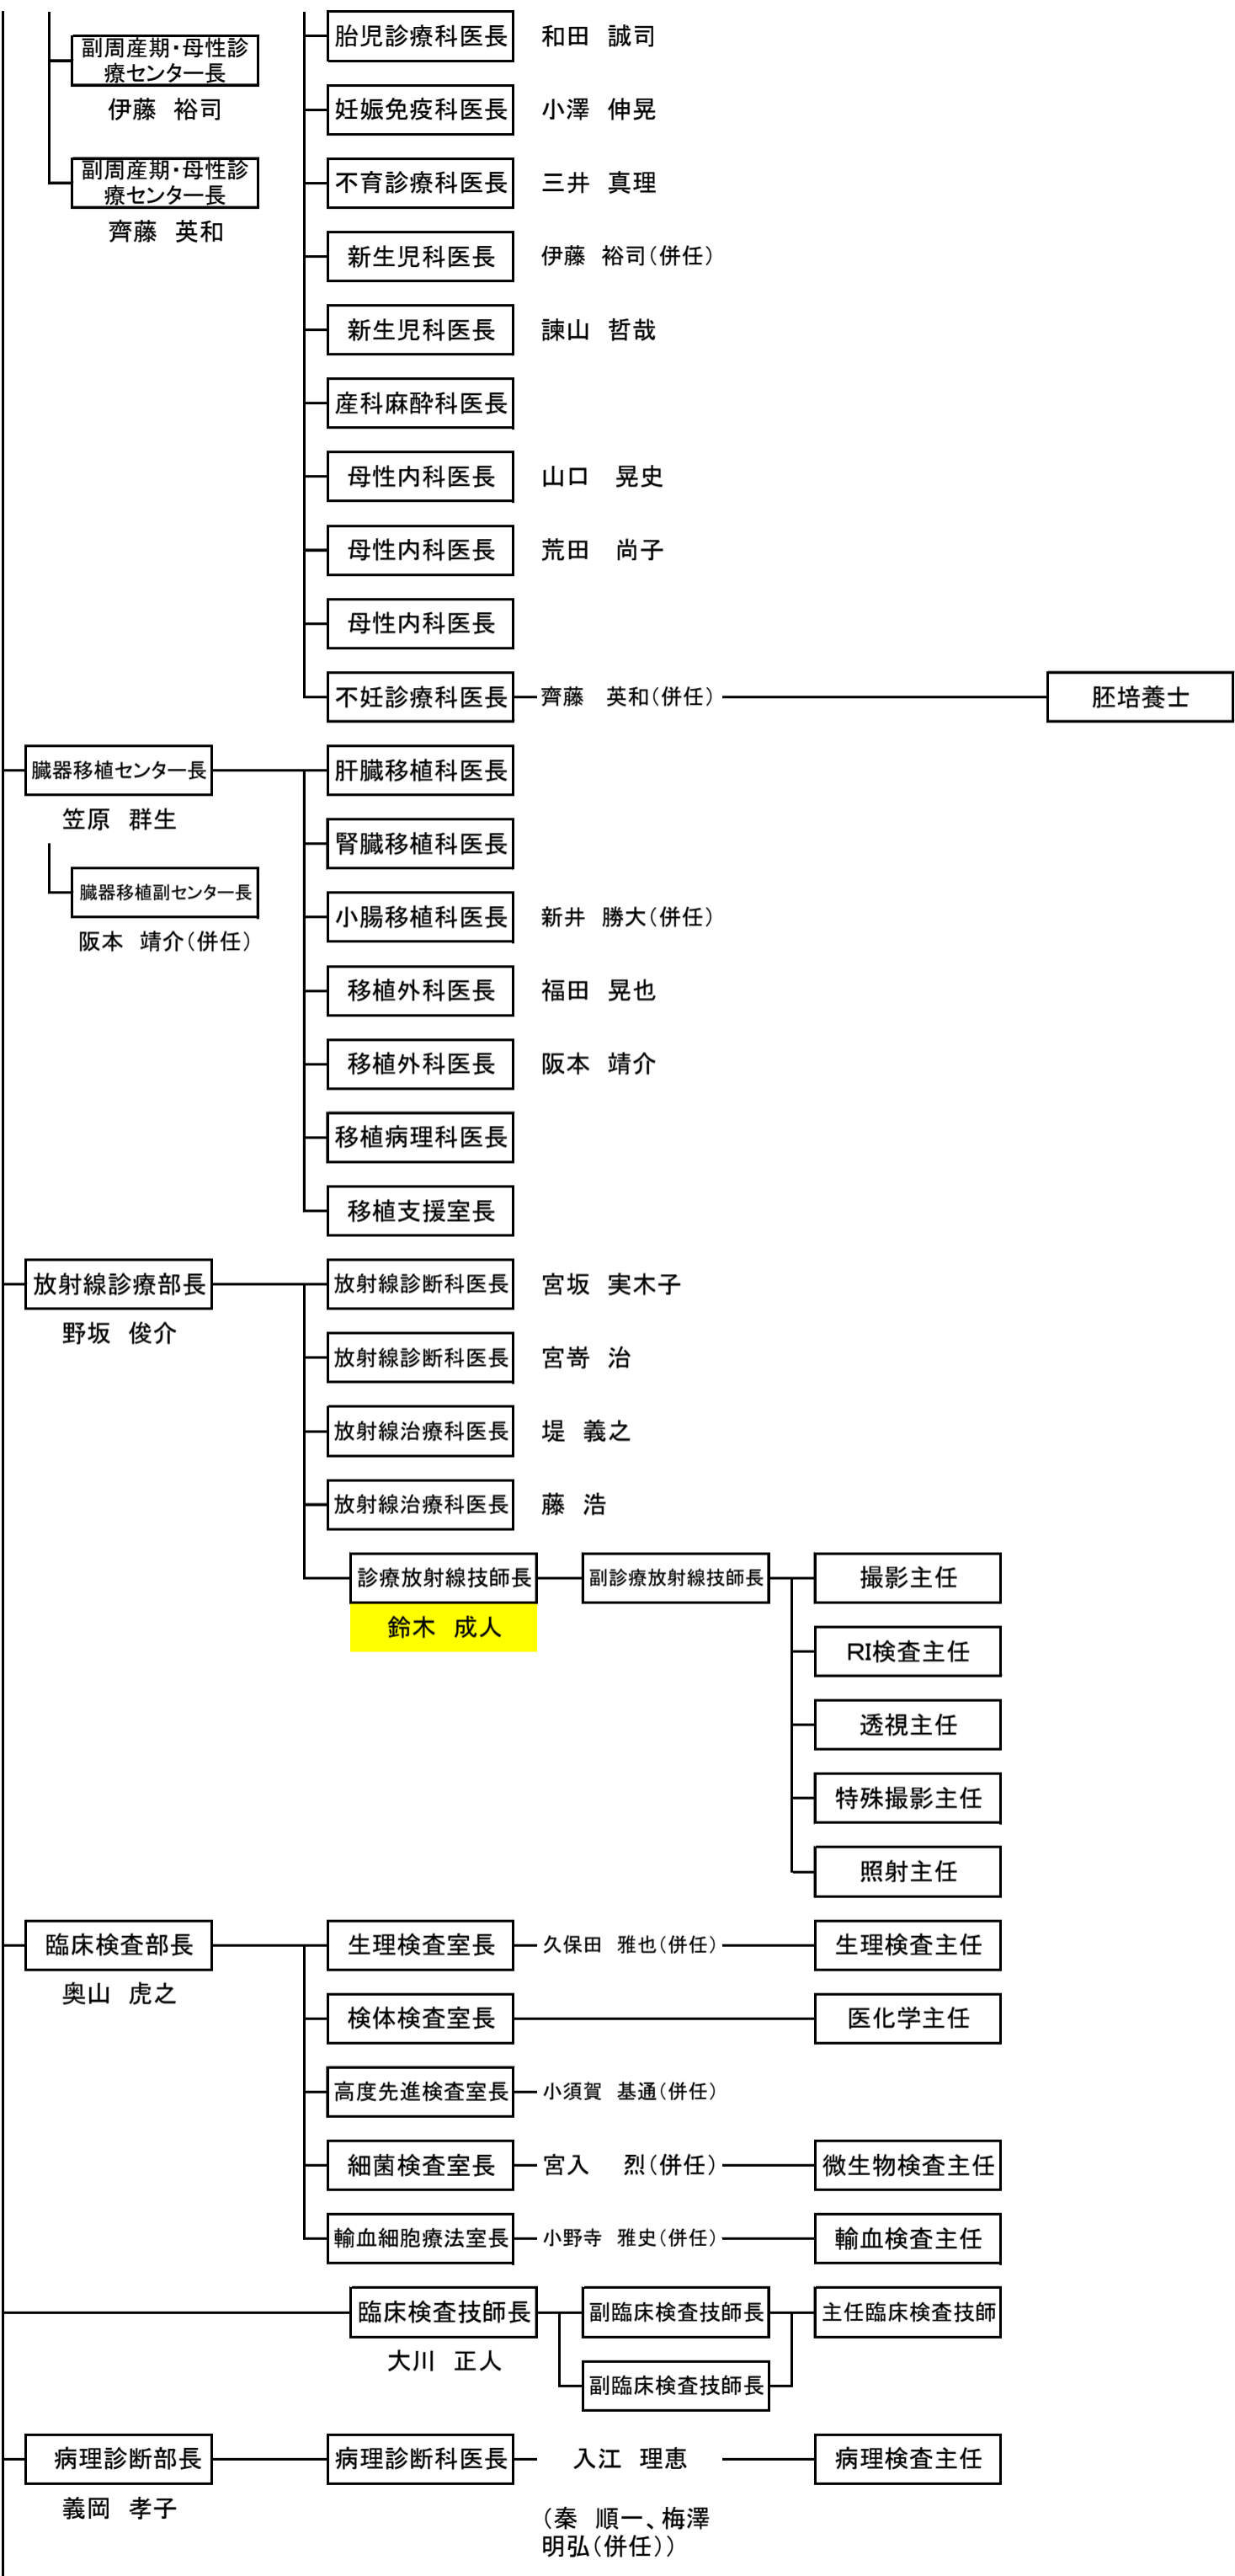 胎児診療科医長　和田　誠司
副周産期・母性診
療センター長
伊藤　裕司
妊娠免疫科医長　小澤　伸晃
副周産期・母性診
療センター長
不育診療科医長　三井　真理
齊藤　英和
新生児科医長　伊藤　裕司（併任）
新生児科医長　諫山　哲哉
産科麻酔科医長
母性内科医長　山口　晃史
母性内科医長　荒田　尚子
母性内科医長
不妊診療科医長　齊藤　英和（併任）　胚培養士
臓器移植センター長　肝臓移植科医長
笠原　群生
腎臓移植科医長
臓器移植副センター長
小腸移植科医長　新井　勝大（併任）
阪本　靖介（併任）
移植外科医長　福田　晃也
移植外科医長　阪本　靖介
移植病理科医長
移植支援室長
放射線診療部長　放射線診断科医長　宮坂　実木子
野坂　俊介
放射線診断科医長　宮嵜　治
放射線治療科医長　堤　義之
放射線治療科医長　藤　浩
診療放射線技師長　副診療放射線技師長　撮影主任
鈴木　成人
RI検査主任
透視主任
特殊撮影主任
照射主任
臨床検査部長　生理検査室長　久保田　雅也（併任）　生理検査主任
奥山　虎之
検体検査室長　医化学主任
高度先進検査室長　小須賀　基通（併任）
細菌検査室長　宮入　烈（併任）　微生物検査主任
輸血細胞療法室長　小野寺　雅史（併任）　輸血検査主任
臨床検査技師長　副臨床検査技師長　主任臨床検査技師
大川　正人
副臨床検査技師長
病理診断部長　病理診断科医長　入江　理恵　病理検査主任
義岡　孝子
（秦　順一、梅澤
明弘（併任））